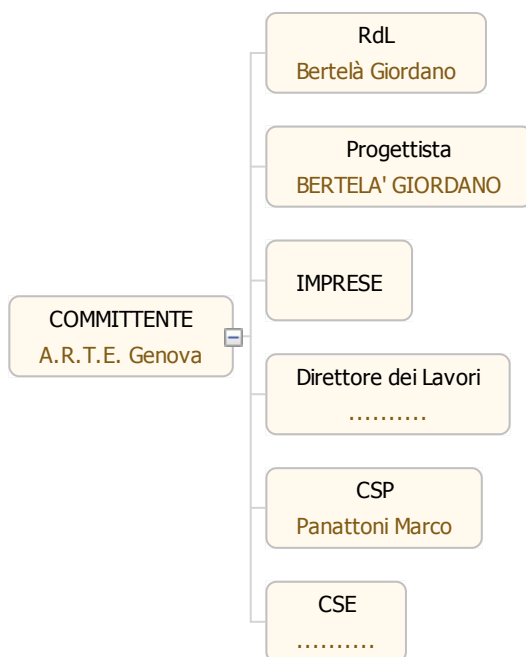 RdL
Bertelà Giordano
Progettista
BERTELA' GIORDANO
IMPRESE
COMMITTENTE
A.R.T.E. Genova
Direttore dei Lavori
..........
CSP
Panattoni Marco
CSE
..........